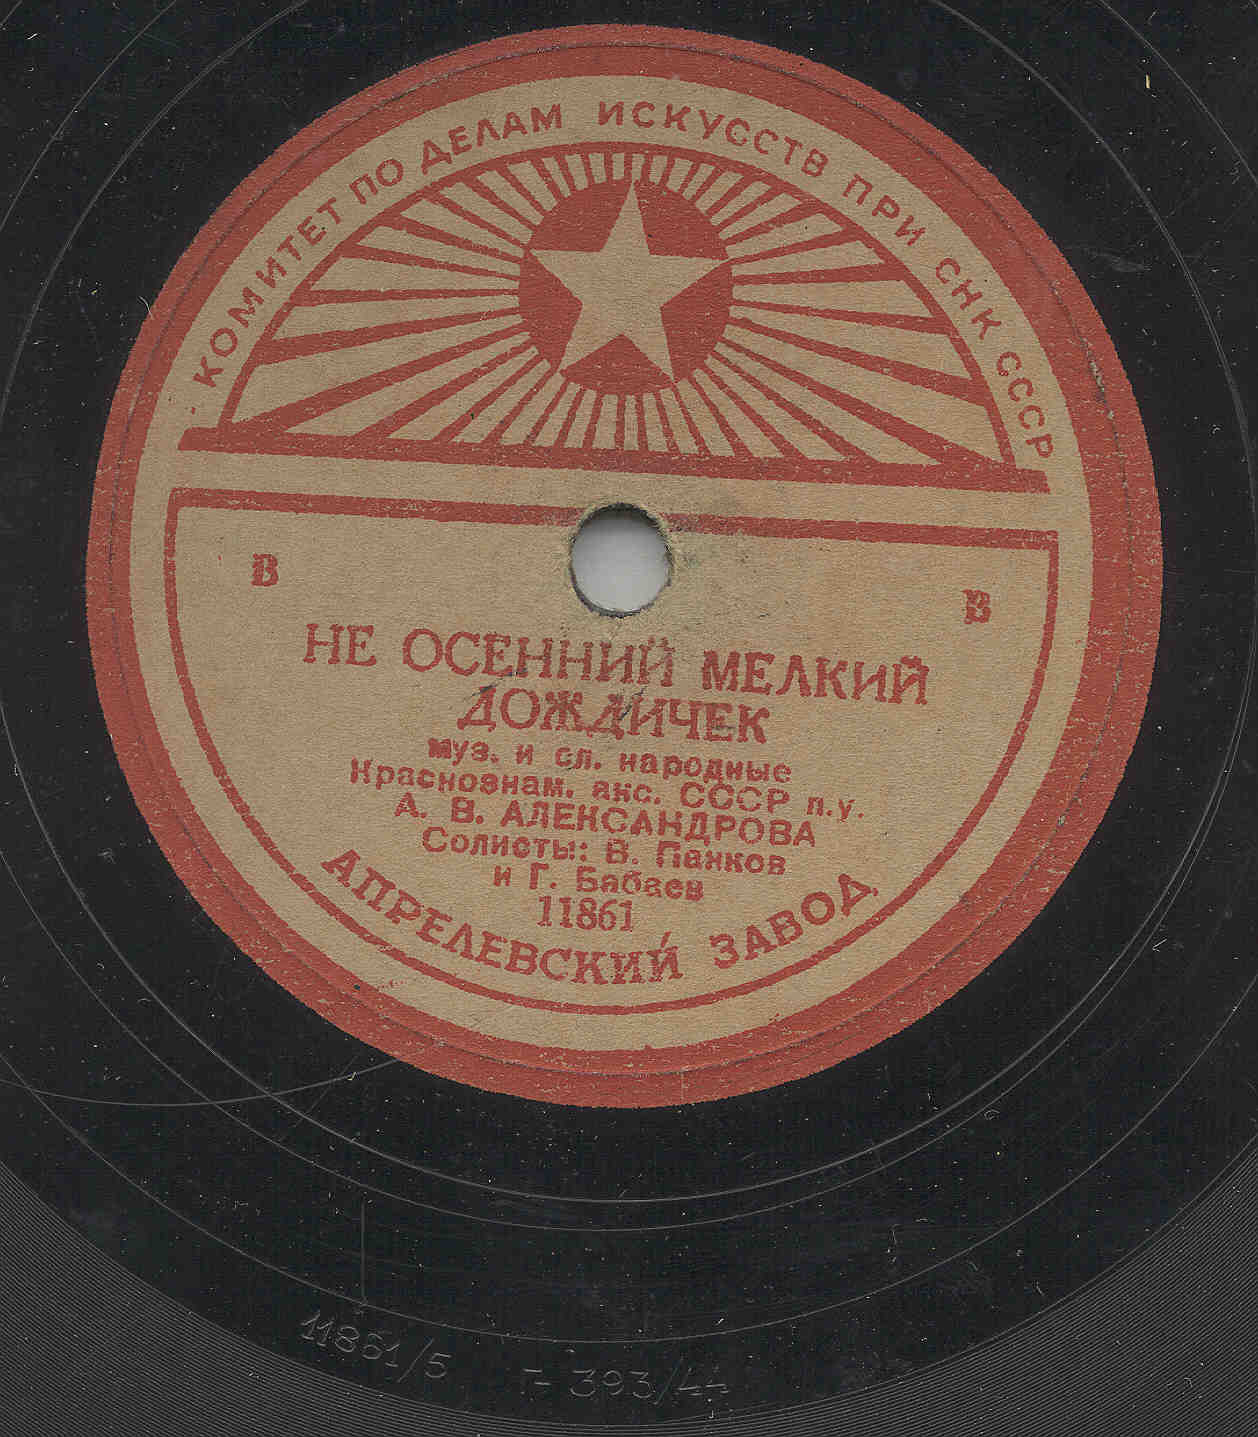 КОМИТЕТ ПО ДЕЛАМ ИСКУССТВ ПРИ СНК СССР
В В
НЕ ОСЕННИЙ МЕЛКИЙ
ДОЖДИЧЕК
муз. и сл. народные
Краснознам. анс. СССР п.у.
А. В. АЛЕКСАНДРОВА
Солисты: В. Панков
и Г. Бабаев
11861
АПРЕЛЕВСКИЙ ЗАВОД
11861/5 Г- 393/44